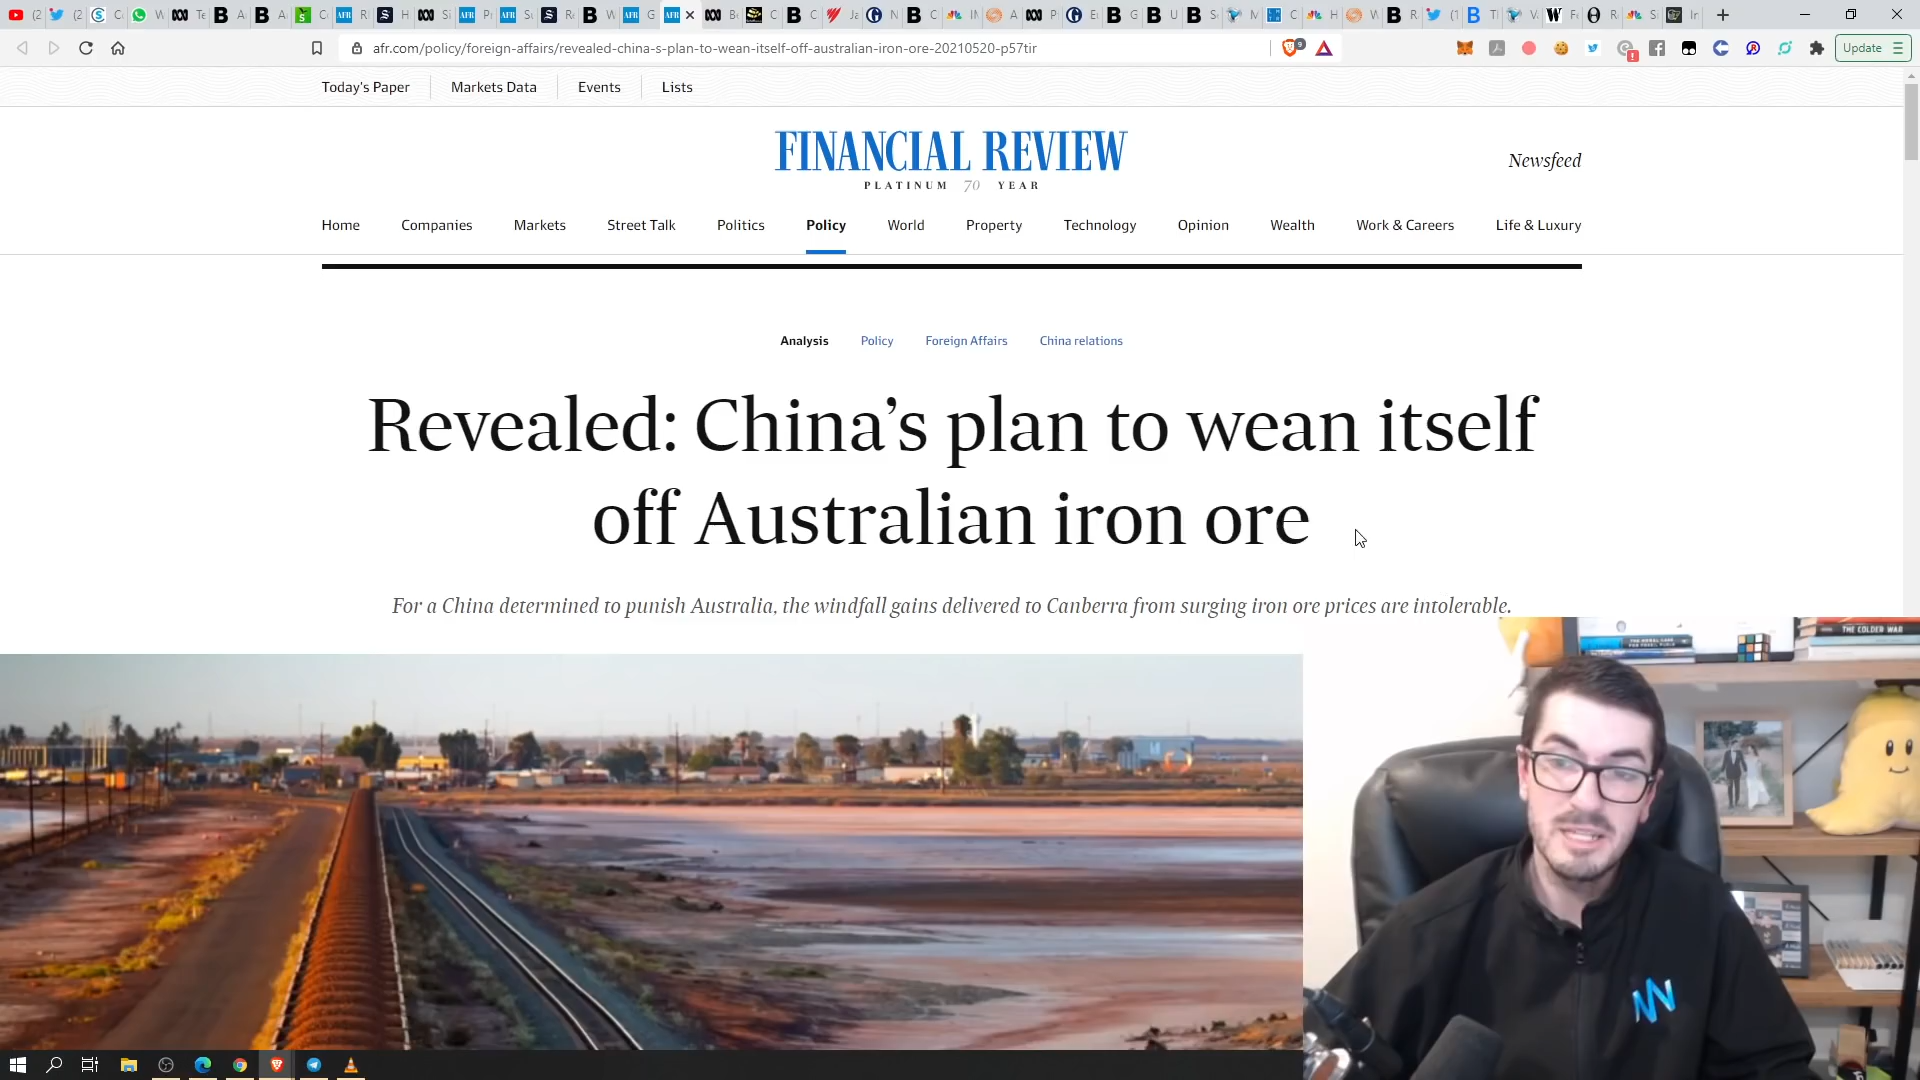 afr.com/policy/foreign-affairs/revealed-china-s-plan-to-wean-itself-off-australian-iron-ore-20210520-p57tir
Update
Today's Paper
Markets Data
Events
Lists
FINANCIAL REVIEW
PLATINUM 70 YEAR
Newsfeed
Home
Companies
Markets
Street Talk
Politics
Policy
World
Property
Technology
Opinion
Wealth
Work & Careers
Life & Luxury
Analysis
Policy
Foreign Affairs
China relations
Revealed: China’s plan to wean itself
off Australian iron ore
For a China determined to punish Australia, the windfall gains delivered to Canberra from surging iron ore prices are intolerable.
THE COLDER WAR